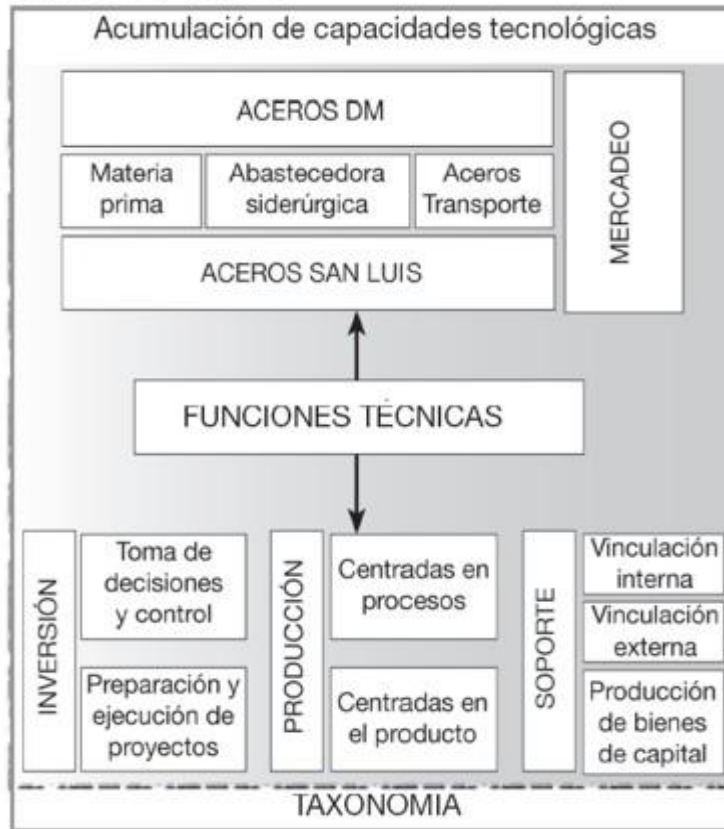 Acumulación de capacidades tecnológicas
ACEROS DM
Materia
prima
Abastecedora
siderúrgica
Aceros
Transporte
ACEROS SAN LUIS
MERCADEO
FUNCIONES TÉCNICAS
INVERSIÓN
Toma de
decisiones
y control
Preparación y
ejecución de
proyectos
PRODUCCIÓN
Centradas en
procesos
Centradas en
el producto
SOPORTE
Vinculación
interna
Vinculación
externa
Producción
de bienes
de capital
TAXONOMIA